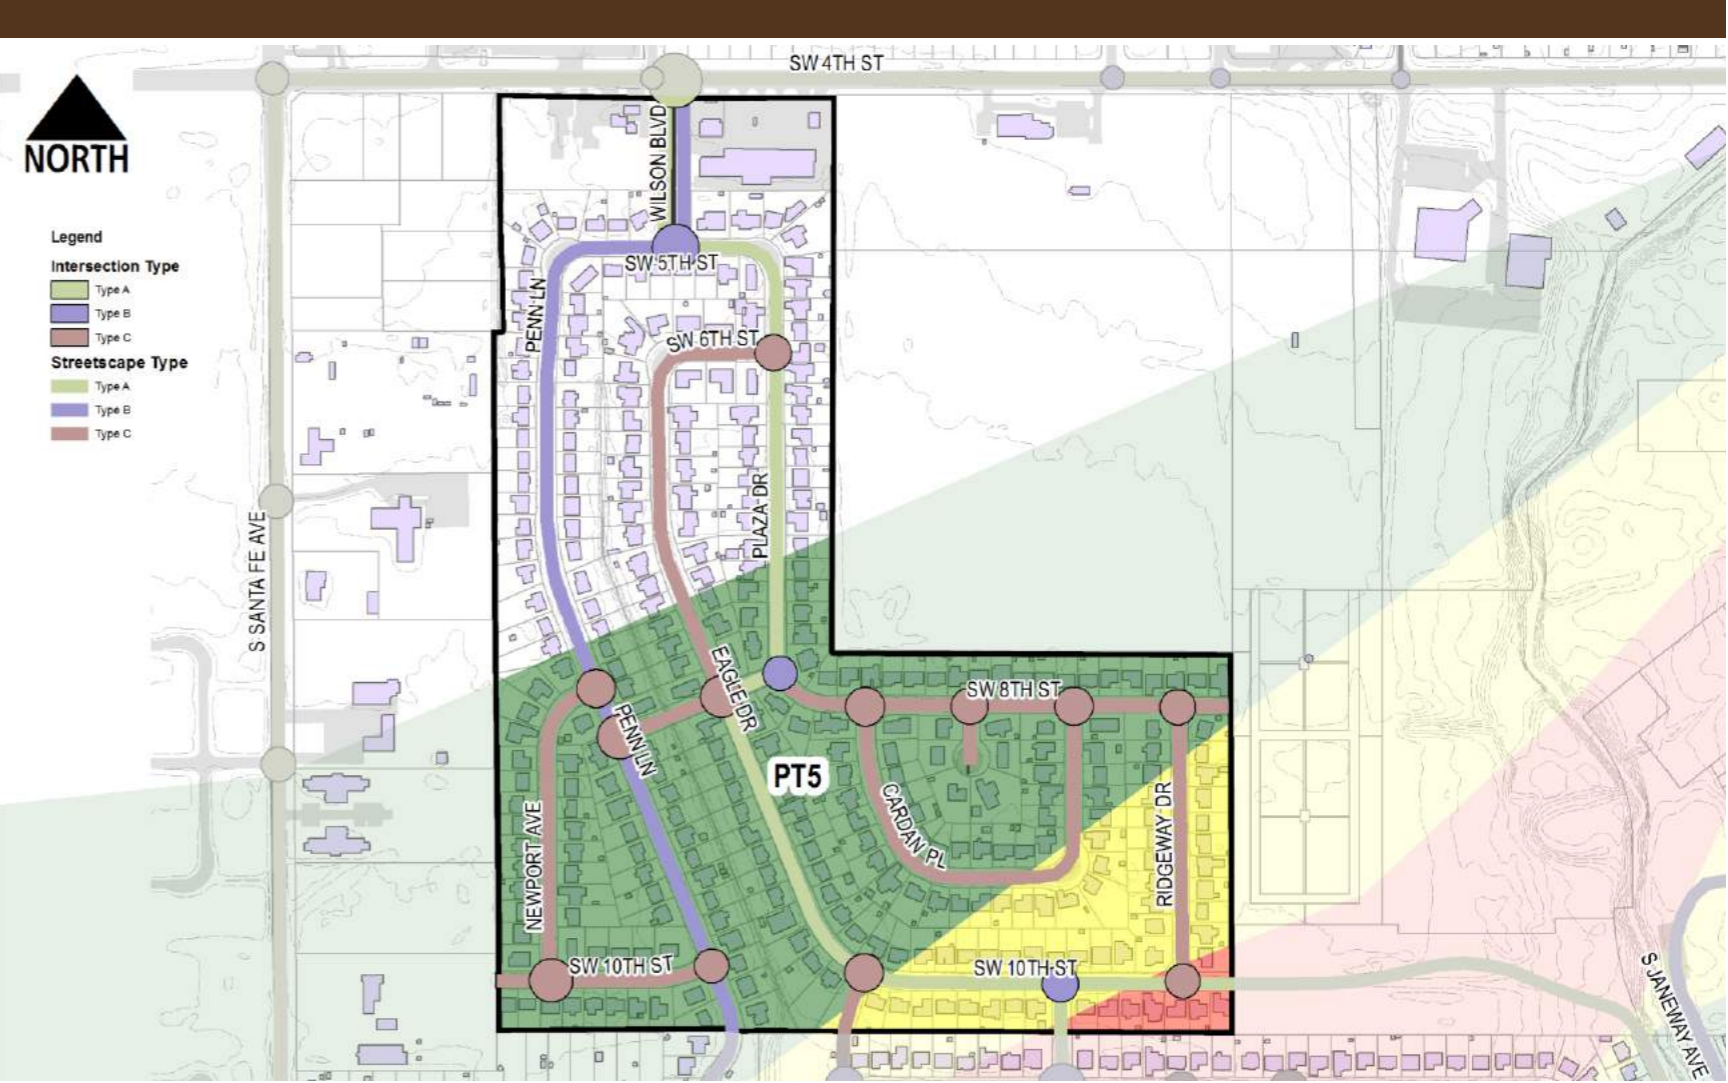 SW 4TH ST
NORTH
WILSON BLVD
Legend
Intersection Type
Type A
Type B
Type C
Streetscape Type
Type A
Type B
Type C
SW 5TH ST
PENN LN
SW 6TH ST
PLAZA DR
S SANTA FE AVE
EAGLE DR
SW 8TH ST
PENN LN
PT5
CARDAN PL
RIDGEWAY DR
NEWPORT AVE
SW 10TH ST
SW 10TH ST
S JANEWAY AVE